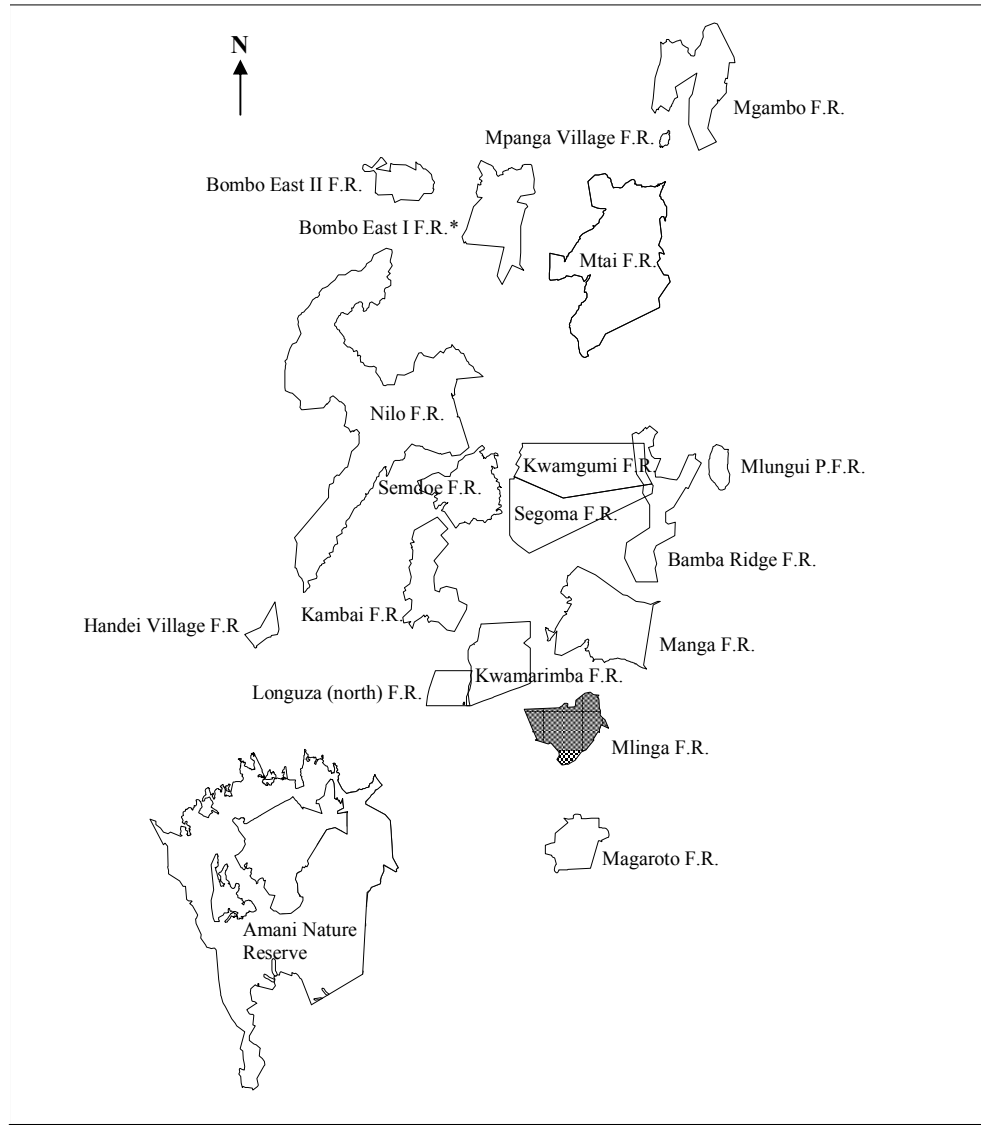 N
Mgambo F.R.
Mpanga Village F.R.
Bombo East II F.R.
Bombo East I F.R.*
Mtai F.R.
Nilo F.R.
Kwamgumi F.R.
Mlungui P.F.R.
Semdoe F.R.
Segoma F.R.
Bamba Ridge F.R.
Kambai F.R.
Handei Village F.R
Manga F.R.
Kwamarimba F.R.
Longuza (north) F.R.
Mlinga F.R.
Magaroto F.R.
Amani Nature
Reserve